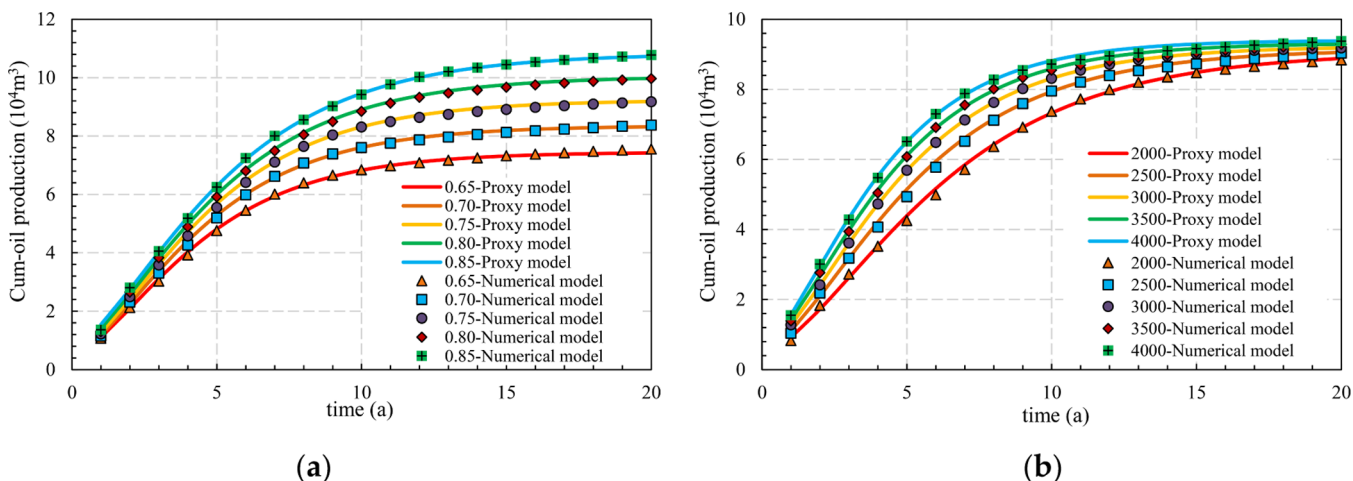 Cum-oil production (10⁴m³)
12
10
8
6
4
2
0
0
5
10
15
20
time (a)
0.65-Proxy model
0.70-Proxy model
0.75-Proxy model
0.80-Proxy model
0.85-Proxy model
0.65-Numerical model
0.70-Numerical model
0.75-Numerical model
0.80-Numerical model
0.85-Numerical model
(a)
Cum-oil production (10⁴m³)
10
8
6
4
2
0
0
5
10
15
20
time (a)
2000-Proxy model
2500-Proxy model
3000-Proxy model
3500-Proxy model
4000-Proxy model
2000-Numerical model
2500-Numerical model
3000-Numerical model
3500-Numerical model
4000-Numerical model
(b)